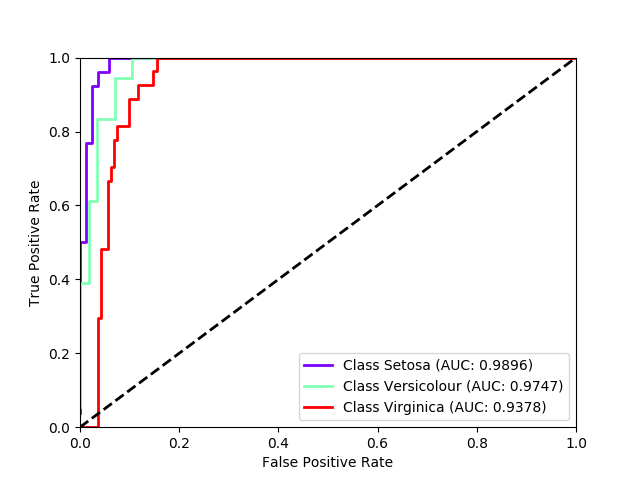 1.0
0.8
0.6
0.4
0.2
0.0
True Positive Rate
Class Setosa (AUC: 0.9896)
Class Versicolour (AUC: 0.9747)
Class Virginica (AUC: 0.9378)
0.0 0.2 0.4 0.6 0.8 1.0
False Positive Rate